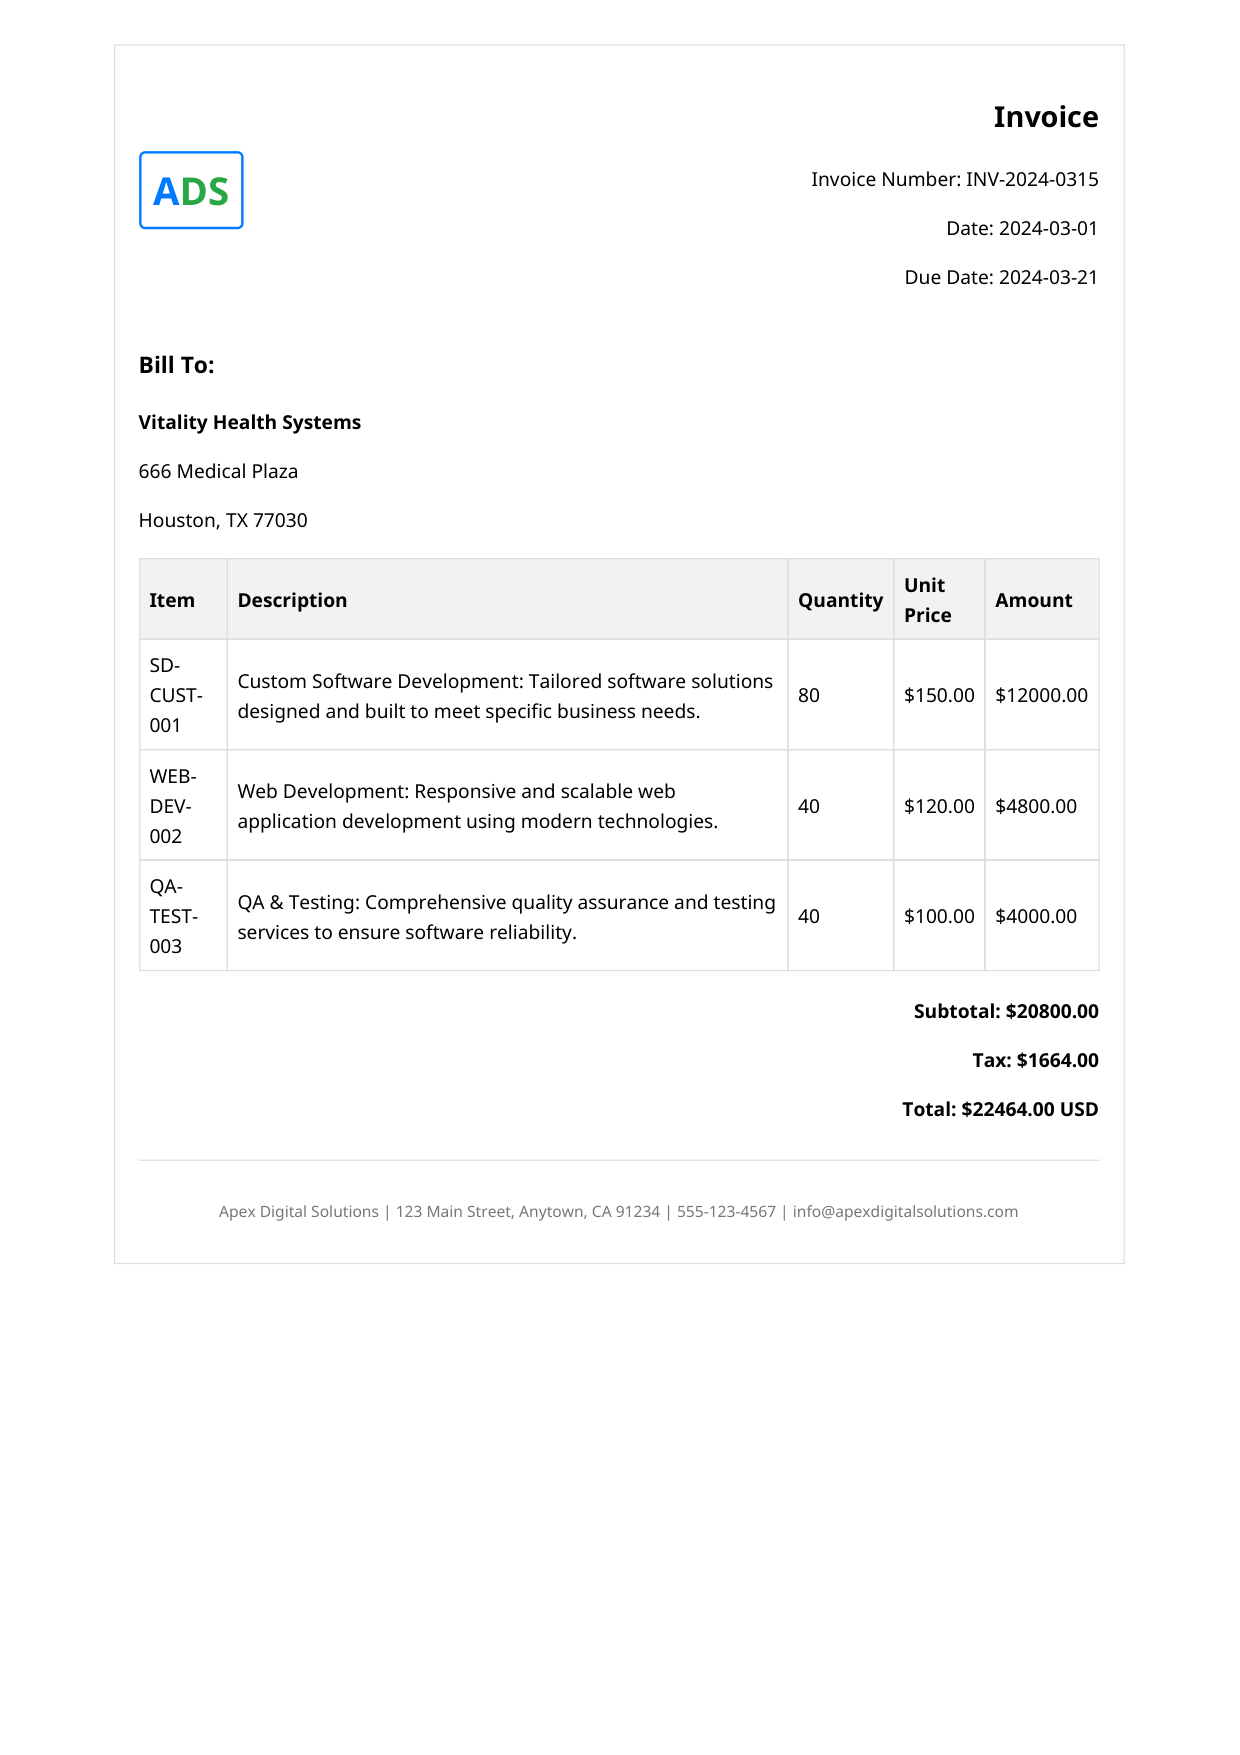 Invoice
ADS
Invoice Number: INV-2024-0315
Date: 2024-03-01
Due Date: 2024-03-21
Bill To:
Vitality Health Systems
666 Medical Plaza
Houston, TX 77030
Item Description Quantity Unit Price Amount
SD-
CUST-
001
Custom Software Development: Tailored software solutions
designed and built to meet specific business needs.
80 $150.00 $12000.00
WEB-
DEV-
002
Web Development: Responsive and scalable web
application development using modern technologies.
40 $120.00 $4800.00
QA-
TEST-
003
QA & Testing: Comprehensive quality assurance and testing
services to ensure software reliability.
40 $100.00 $4000.00
Subtotal: $20800.00
Tax: $1664.00
Total: $22464.00 USD
Apex Digital Solutions | 123 Main Street, Anytown, CA 91234 | 555-123-4567 | info@apexdigitalsolutions.com